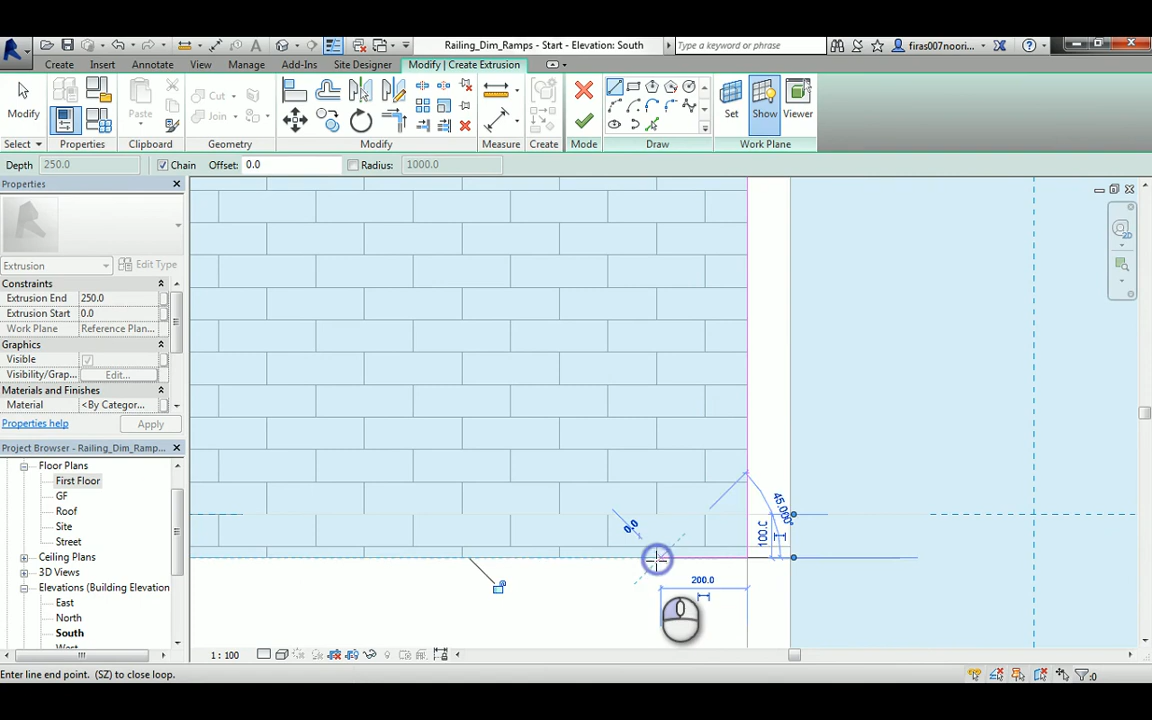 Railing_Dim_Ramps - Start - Elevation: South
Type a keyword or phrase
firas007noori...
Create Insert Annotate View Manage Add-Ins Site Designer Modify | Create Extrusion
Modify
Paste
Cut
Join
Set Show Viewer
Select Properties Clipboard Geometry Modify Measure Create Mode Draw Work Plane
Depth 250.0 Chain Offset: 0.0 Radius: 1000.0
Properties
Extrusion Edit Type
Constraints
Extrusion End 250.0
Extrusion Start 0.0
Work Plane Reference Plan...
Graphics
Visible
Visibility/Grap... Edit...
Materials and Finishes
Material <By Categor...
Properties help Apply
Project Browser - Railing_Dim_Ramp...
Floor Plans
First Floor
GF
Roof
Site
Street
Ceiling Plans
3D Views
Elevations (Building Elevation
East
North
South
West
0.0
45.000°
100.0
200.0
2D
1 : 100
Enter line end point. (SZ) to close loop.
:0